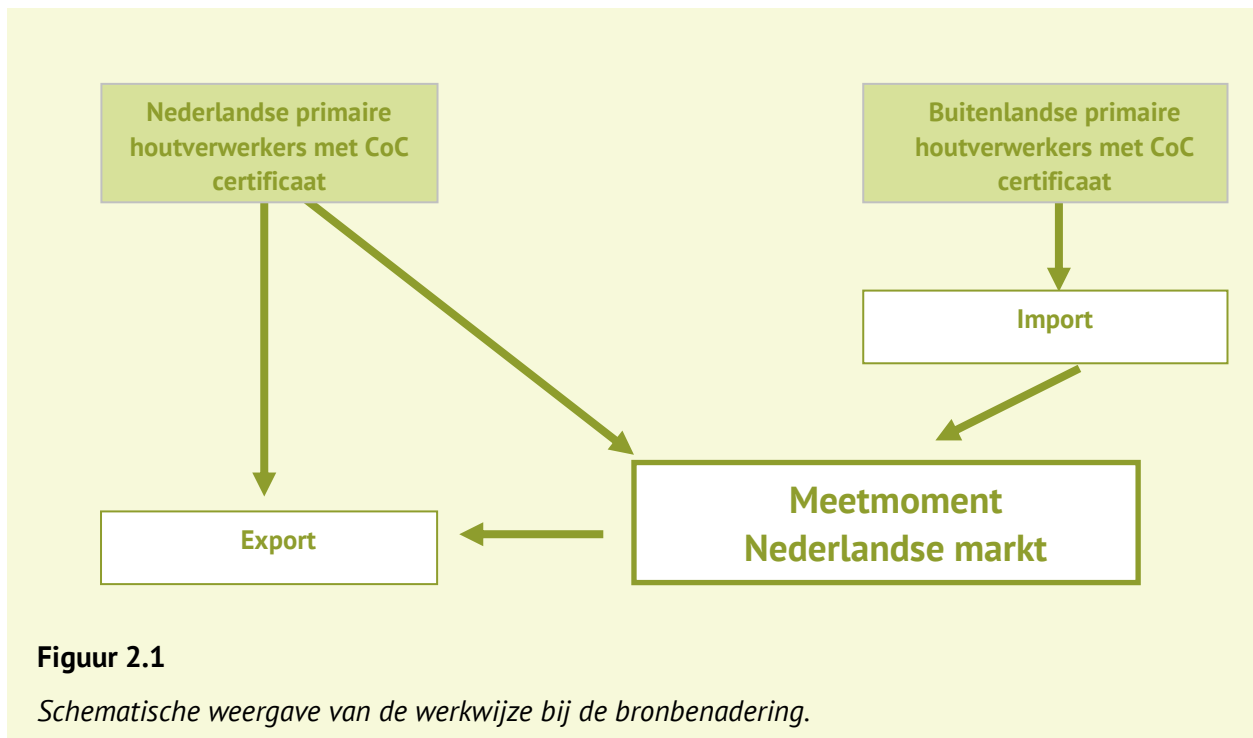 Nederlandse primaire
houtverwerkers met CoC
certificaat
Buitenlandse primaire
houtverwerkers met CoC
certificaat
Import
Meetmoment
Nederlandse markt
Export
Figuur 2.1
Schematische weergave van de werkwijze bij de bronbenadering.